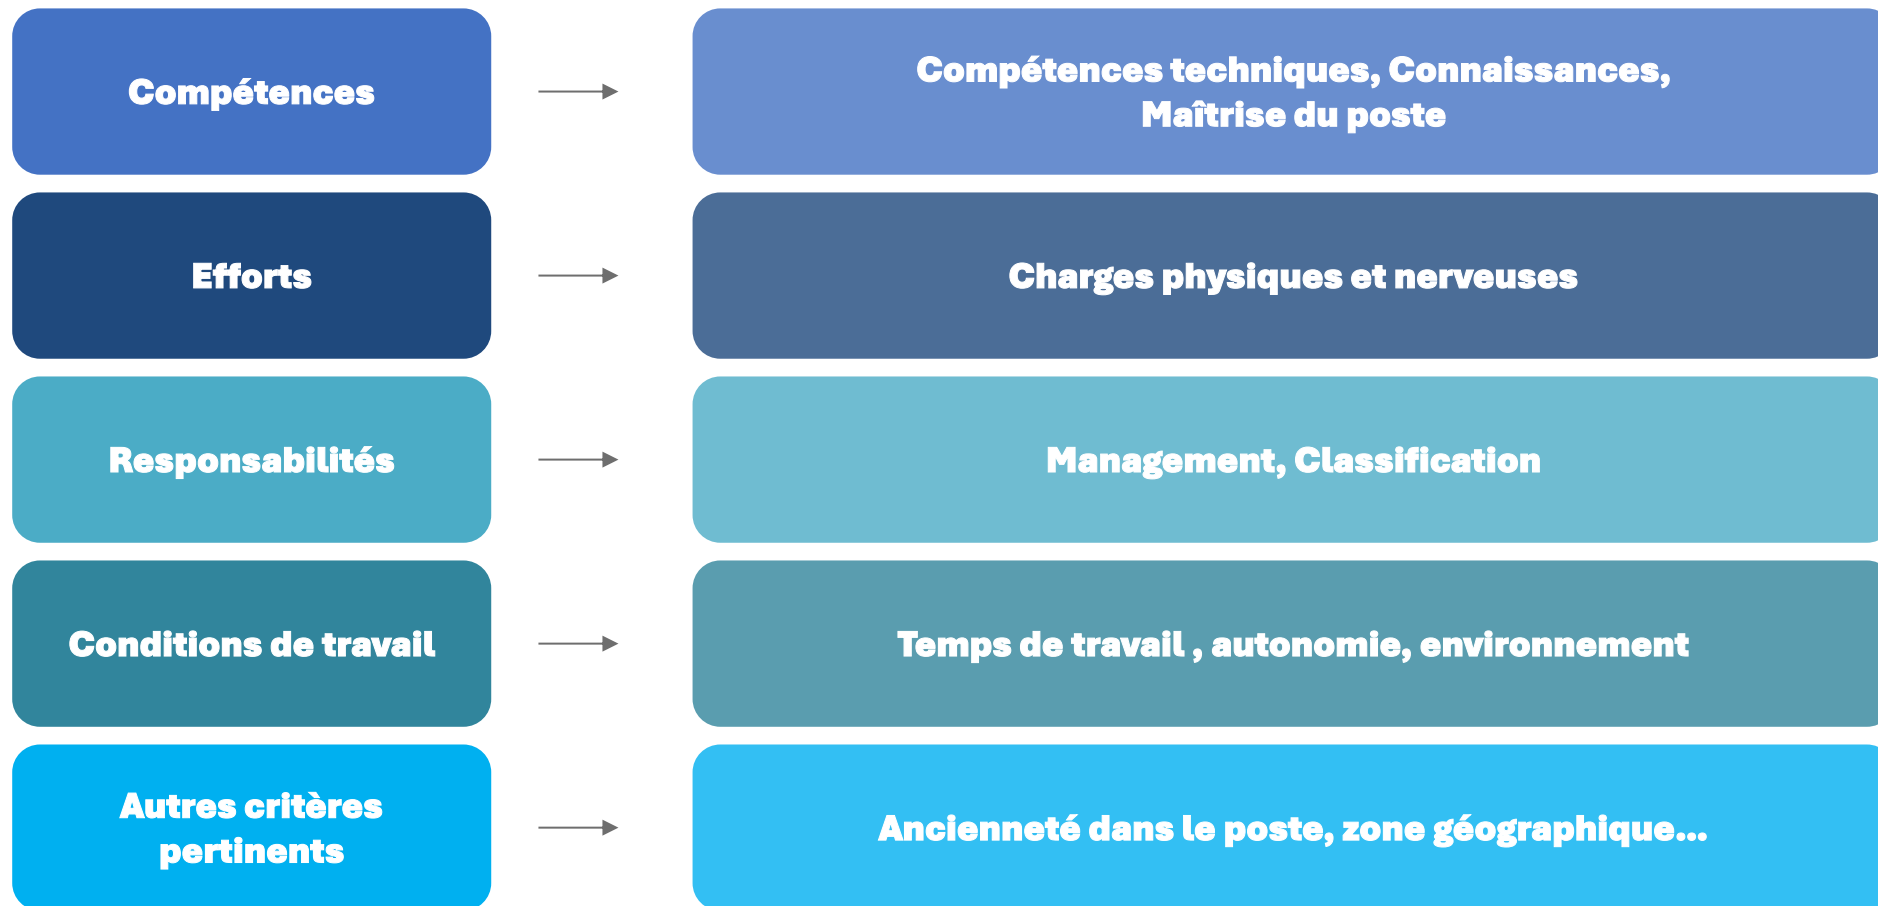 Compétences
Compétences techniques, Connaissances,
Maîtrise du poste
Efforts
Charges physiques et nerveuses
Responsabilités
Management, Classification
Conditions de travail
Temps de travail , autonomie, environnement
Autres critères
pertinents
Ancienneté dans le poste, zone géographique...